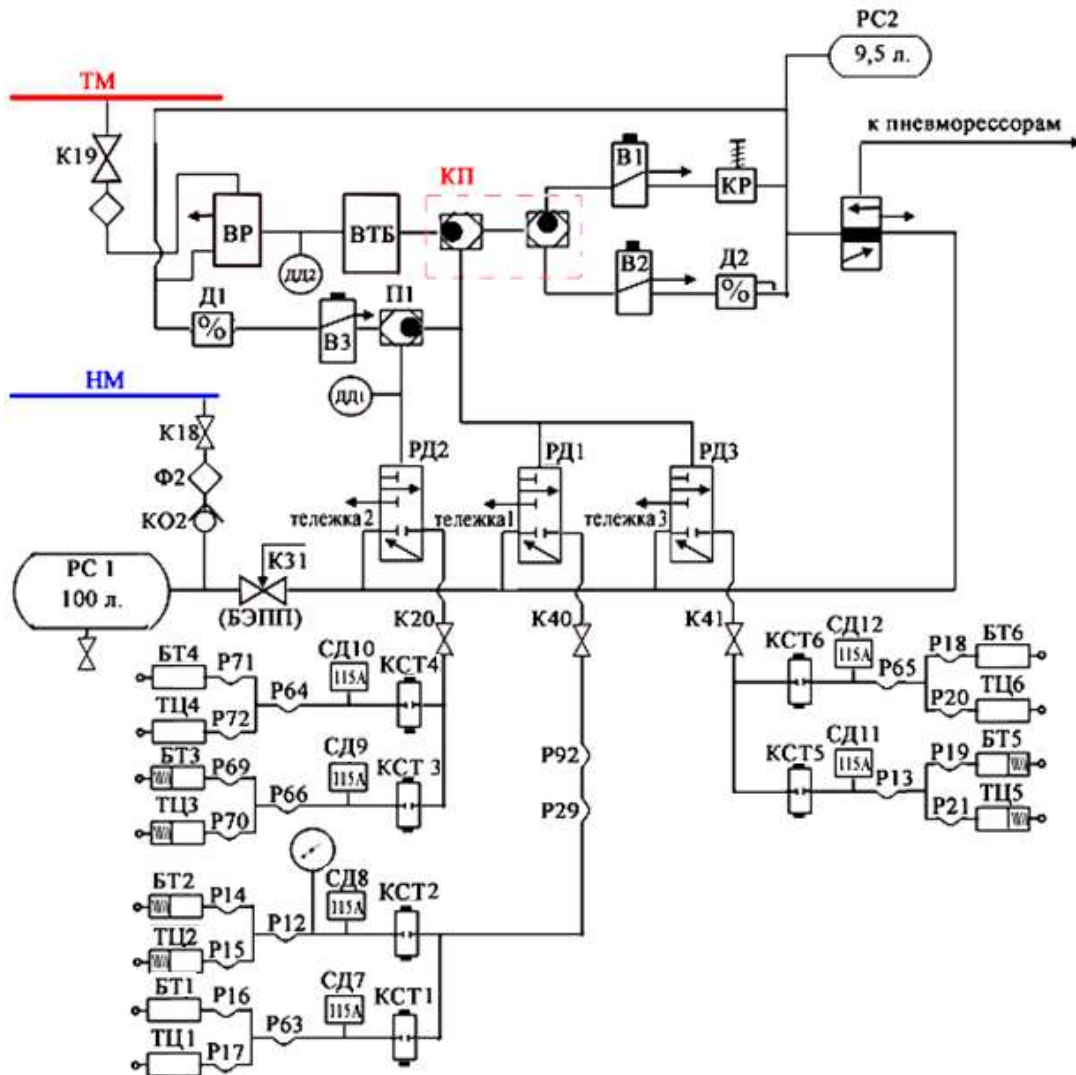 РС2
9,5 л.
ТМ
к пневморессорам
К19
В1
КП
КР
ВР
ВТБ
ДД2
В2
Д2
%
П1
Д1
%
В3
НМ
ДД1
К18
РД2
РД1
РД3
Ф2
КО2
тележка2
тележка1
тележка 3
К31
РС 1
100 л.
(БЭПП)
К20
К40
К41
БТ4
Р71
СД10
КСТ4
115А
Р64
ТЦ4
Р72
КСТ6
СД12
115А
Р18
БТ6
Р65
Р20
ТЦ6
БТ3
Р69
СД9
КСТ 3
115А
Р66
ТЦ3
Р70
Р92
Р29
КСТ5
СД11
115А
Р19
БТ5
Р13
Р21
ТЦ5
БТ2
Р14
СД8
КСТ2
115А
Р12
ТЦ2
Р15
БТ1
Р16
СД7
КСТ1
115А
Р63
ТЦ1
Р17